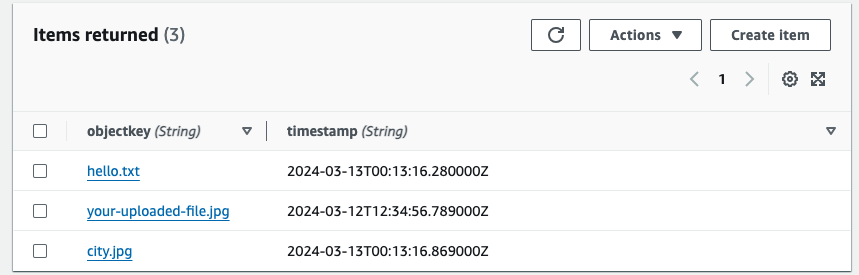 Items returned (3)
Actions
Create item
1
objectkey (String)
timestamp (String)
hello.txt
2024-03-13T00:13:16.280000Z
your-uploaded-file.jpg
2024-03-12T12:34:56.789000Z
city.jpg
2024-03-13T00:13:16.869000Z